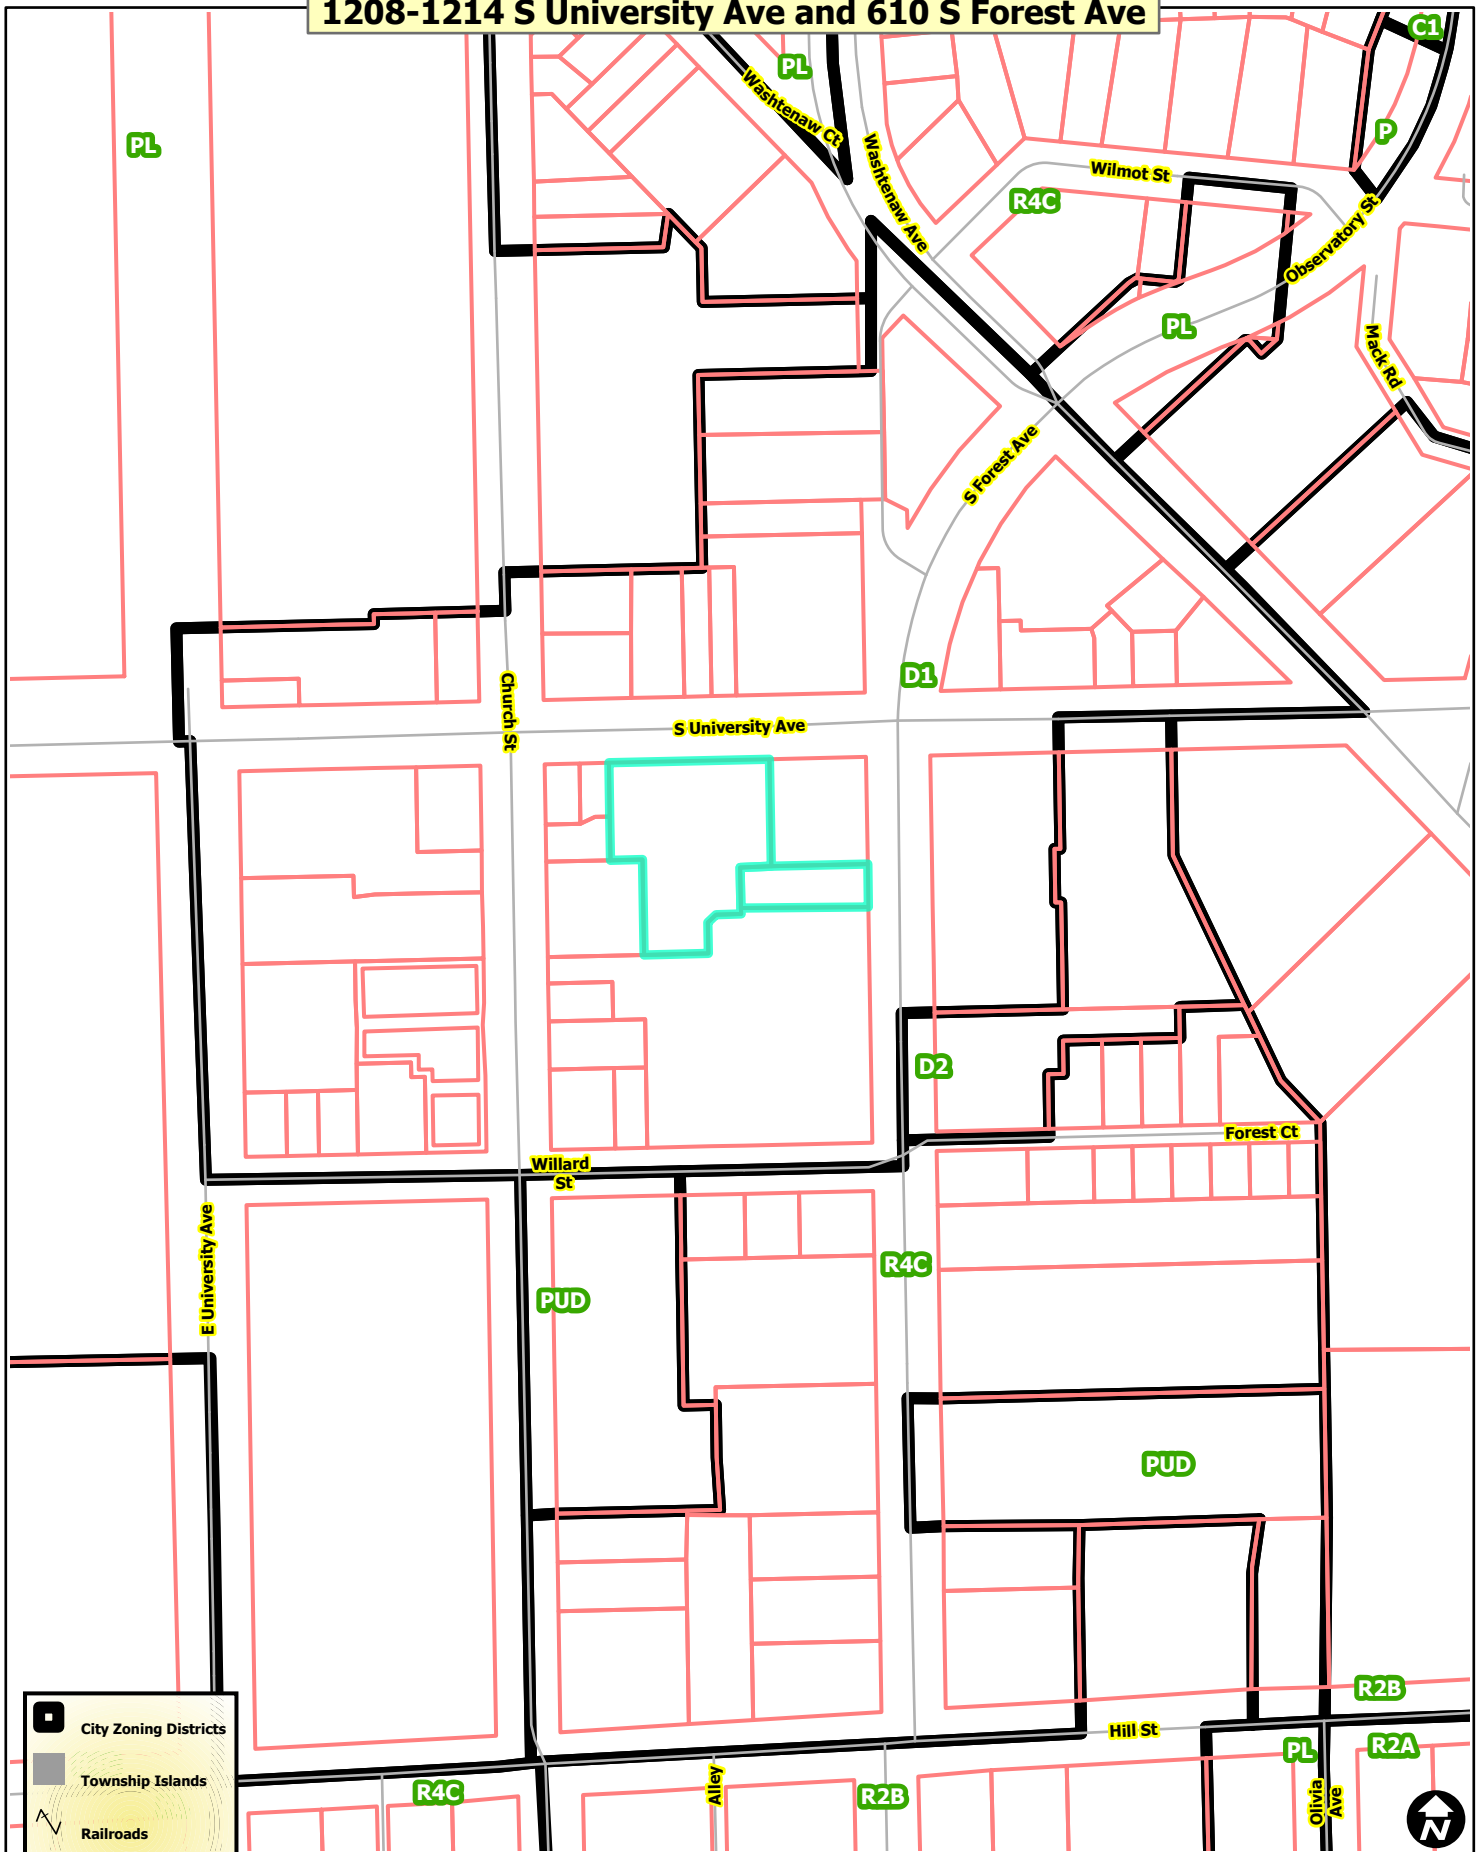 1208-1214 S University Ave and 610 S Forest Ave
C1
PL
Washtenaw Ct
P
PL
Washtenaw Ave
Wilmot St
R4C
Observatory St
PL
Mack Rd
S Forest Ave
D1
Church St
S University Ave
D2
Forest Ct
Willard
St
E University Ave
R4C
PUD
PUD
R2B
Hill St
PL
R2A
R4C
Alley
R2B
Olivia
Ave
City Zoning Districts
Township Islands
Railroads
N